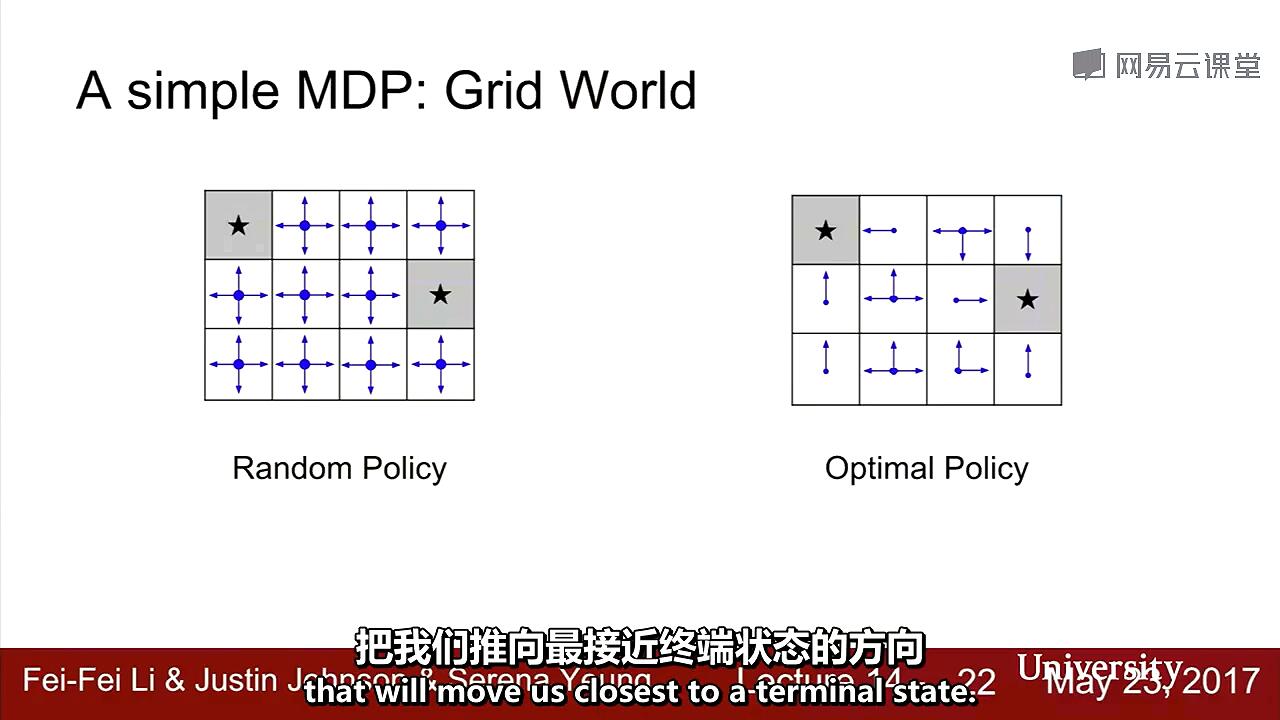 网易云课堂
A simple MDP: Grid World
Random Policy
Optimal Policy
把我们推向最接近终端状态的方向
Fei-Fei Li & Justin Johnson & Serena Yeung
Lecture 14
22
University
May 23, 2017
that will move us closest to a terminal state.